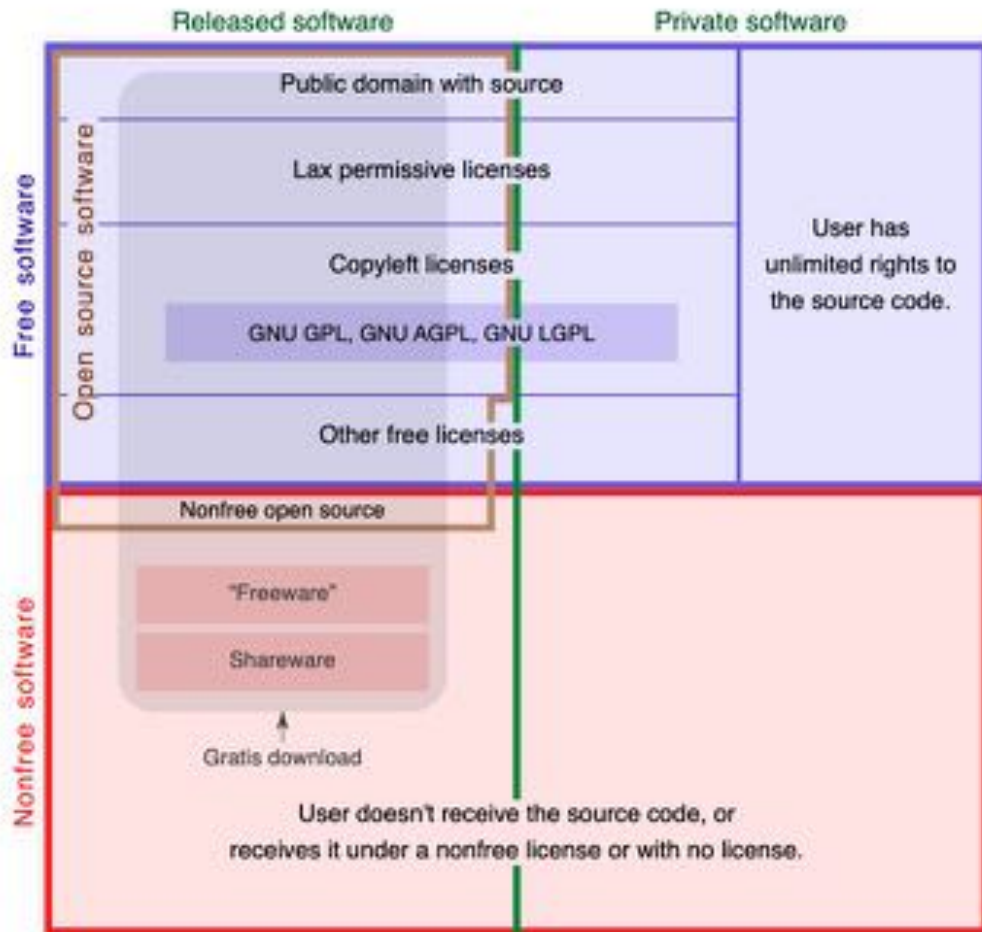 Released software
Private software
Free software
Open source software
Public domain with source
Lax permissive licenses
Copyleft licenses
GNU GPL, GNU AGPL, GNU LGPL
Other free licenses
User has
unlimited rights to
the source code.
Nonfree software
Nonfree open source
"Freeware"
Shareware
Gratis download
User doesn't receive the source code, or
receives it under a nonfree license or with no license.